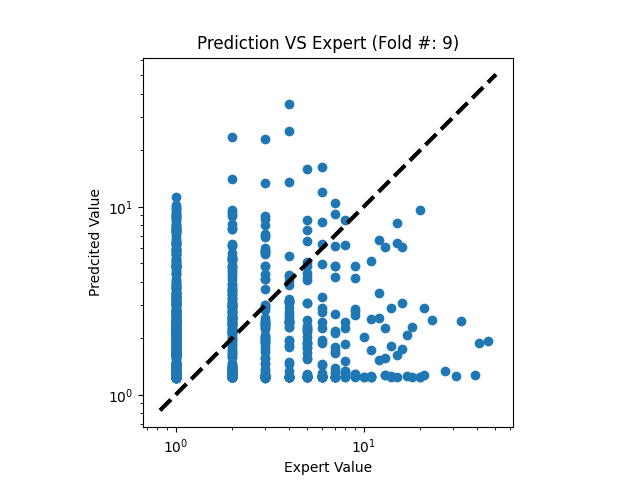 Prediction VS Expert (Fold #: 9)
Predcited Value
10¹
10⁰
10⁰
10¹
Expert Value